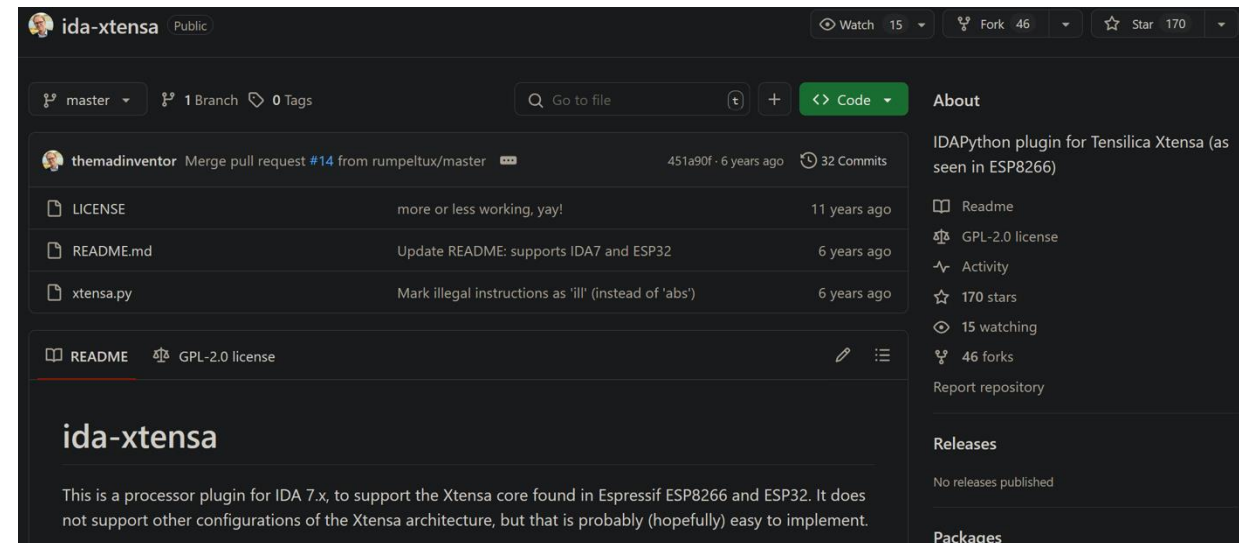 ida-xtensa Public
Watch 15
Fork 46
Star 170
master
1 Branch
0 Tags
Go to file
t
Code
themadinventor Merge pull request #14 from rumpeltux/master
451a90f · 6 years ago
32 Commits
LICENSE more or less working, yay! 11 years ago
README.md Update README: supports IDA7 and ESP32 6 years ago
xtensa.py Mark illegal instructions as 'ill' (instead of 'abs') 6 years ago
README
GPL-2.0 license
ida-xtensa
This is a processor plugin for IDA 7.x, to support the Xtensa core found in Espressif ESP8266 and ESP32. It does
not support other configurations of the Xtensa architecture, but that is probably (hopefully) easy to implement.
About
IDAPython plugin for Tensilica Xtensa (as
seen in ESP8266)
Readme
GPL-2.0 license
Activity
170 stars
15 watching
46 forks
Report repository
Releases
No releases published
Packages